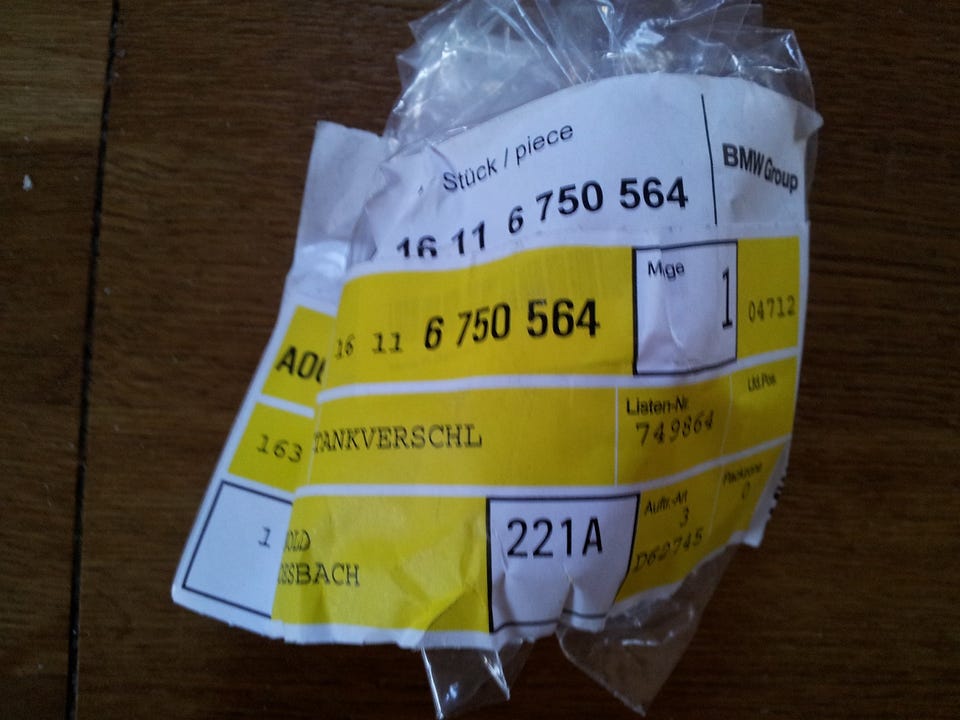 Stück / piece
BMW Group
16 11 6 750 564
Mge
1
04712
16 11 6 750 564
Listen-Nr.
749864
Lfd.Pos
163
TANKVERSCHL
Auftr.-Art
3
Packzone
0
D62745
221A
1